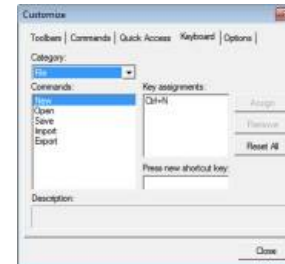 Customize
Toolbars | Commands | Quick Access | Keyboard | Options |
Category:
File
Commands:
Key assignments:
New
Open
Save
Import
Export
Ctrl+N
Assign
Remove
Reset All
Press new shortcut key:
Description:
Close